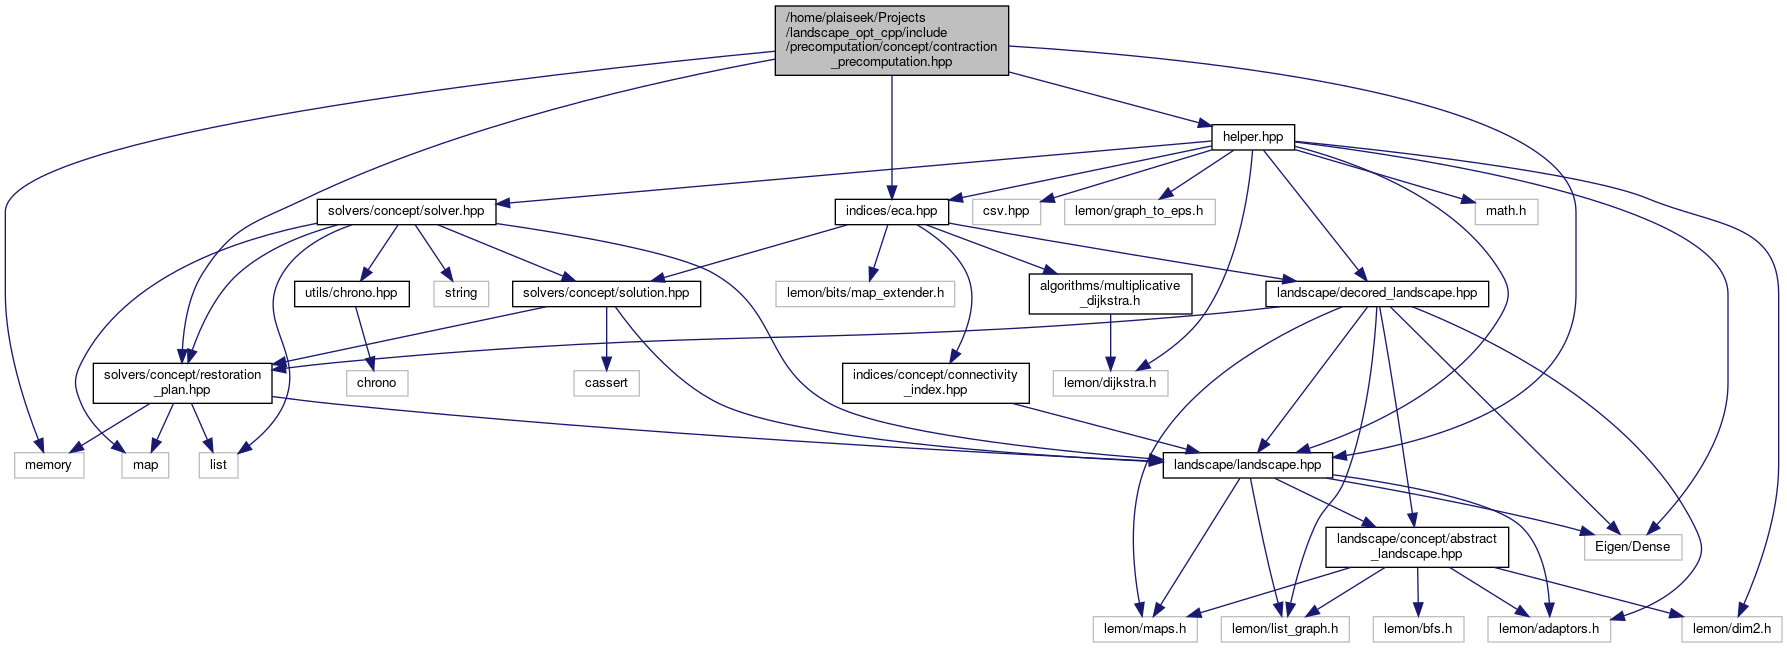 /home/plaiseek/Projects
/landscape_opt_cpp/include
/precomputation/concept/contraction
_precomputation.hpp
helper.hpp
solvers/concept/solver.hpp
indices/eca.hpp
csv.hpp
lemon/graph_to_eps.h
math.h
utils/chrono.hpp
string
solvers/concept/solution.hpp
lemon/bits/map_extender.h
algorithms/multiplicative
_dijkstra.h
landscape/decored_landscape.hpp
solvers/concept/restoration
_plan.hpp
chrono
cassert
indices/concept/connectivity
_index.hpp
lemon/dijkstra.h
memory
map
list
landscape/landscape.hpp
landscape/concept/abstract
_landscape.hpp
Eigen/Dense
lemon/maps.h
lemon/list_graph.h
lemon/bfs.h
lemon/adaptors.h
lemon/dim2.h